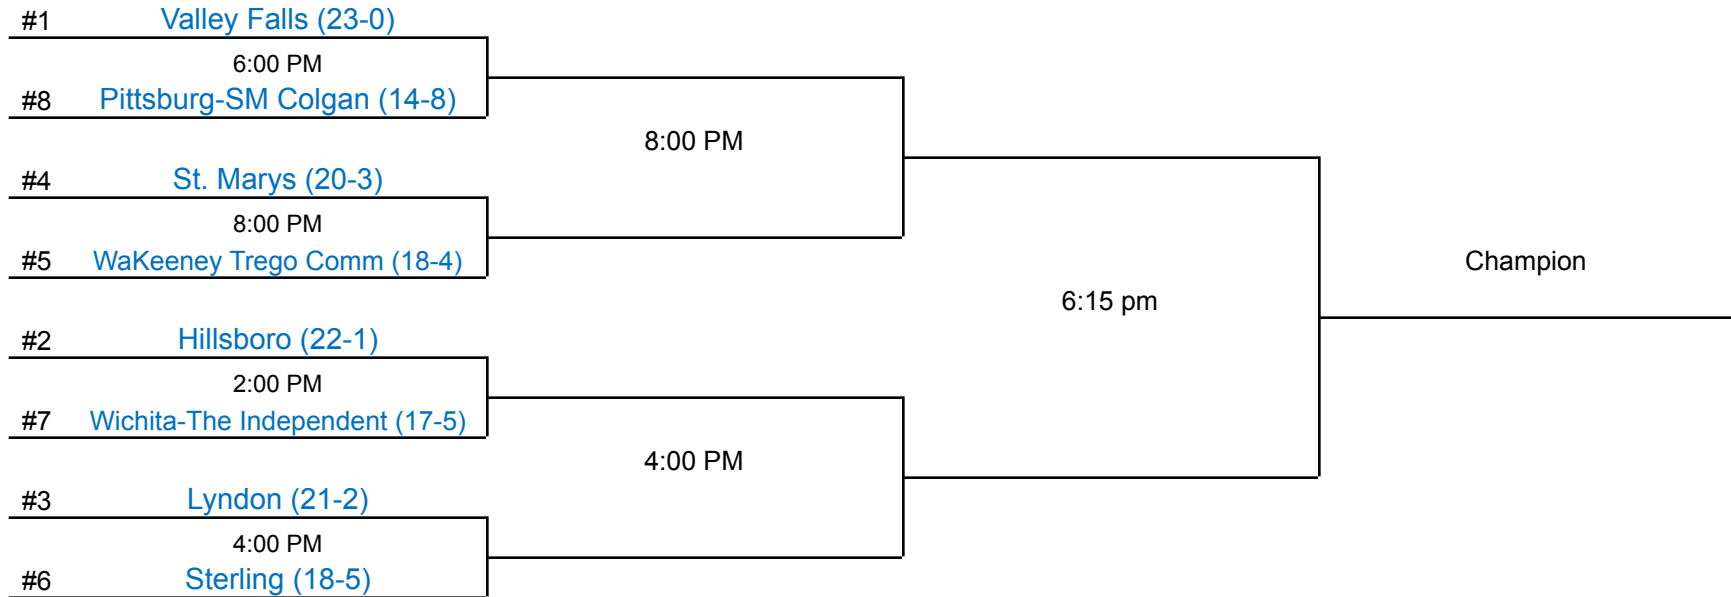 #1 Valley Falls (23-0)
6:00 PM
#8 Pittsburg-SM Colgan (14-8)
8:00 PM
#4 St. Marys (20-3)
8:00 PM
#5 WaKeeney Trego Comm (18-4)
Champion
6:15 pm
#2 Hillsboro (22-1)
2:00 PM
#7 Wichita-The Independent (17-5)
4:00 PM
#3 Lyndon (21-2)
4:00 PM
#6 Sterling (18-5)